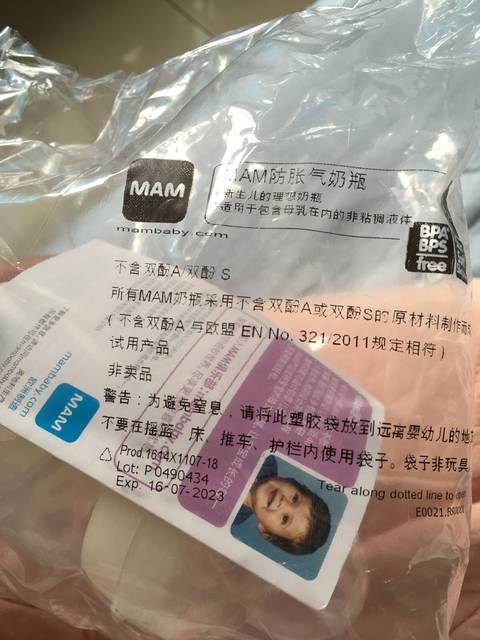 MAM
mambaby.com
MAM防胀气奶瓶
新生儿的理想奶瓶
适用于包含母乳在内的非粘稠液体
BPA
BPS
free
不含双酚A/双酚 S
所有MAM奶瓶采用不含双酚A或双酚S的原材料制作而
(不含双酚A 与欧盟 EN No. 321/2011规定相符)
试用产品
非卖品
警告：为避免窒息，请将此塑胶袋放到远离婴幼儿的地
不要在摇篮、床、推车、护栏内使用袋子。袋子非玩具
Prod.1614X1107-18
Lot: P0490434
Exp 16-07-2023
Tear along dotted line to open
MAM
mambaby.com
欧洲制造